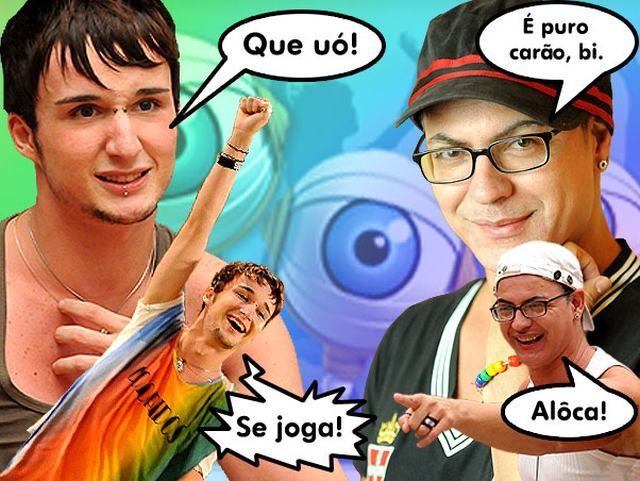 Que uó!
É puro
carão, bi.
Se joga!
Alôca!